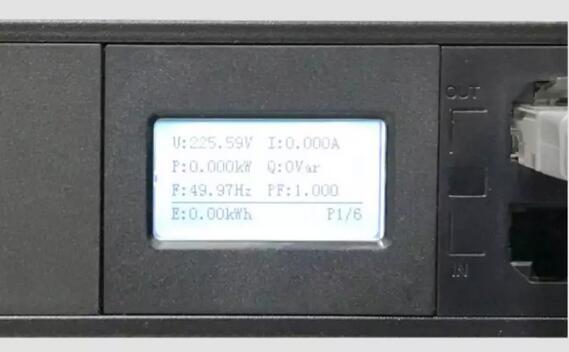 U:225.59V I:0.000A
P:0.000kW Q:0Var
F:49.97Hz PF:1.000
E:0.00kWh P1/6
OUT
IN